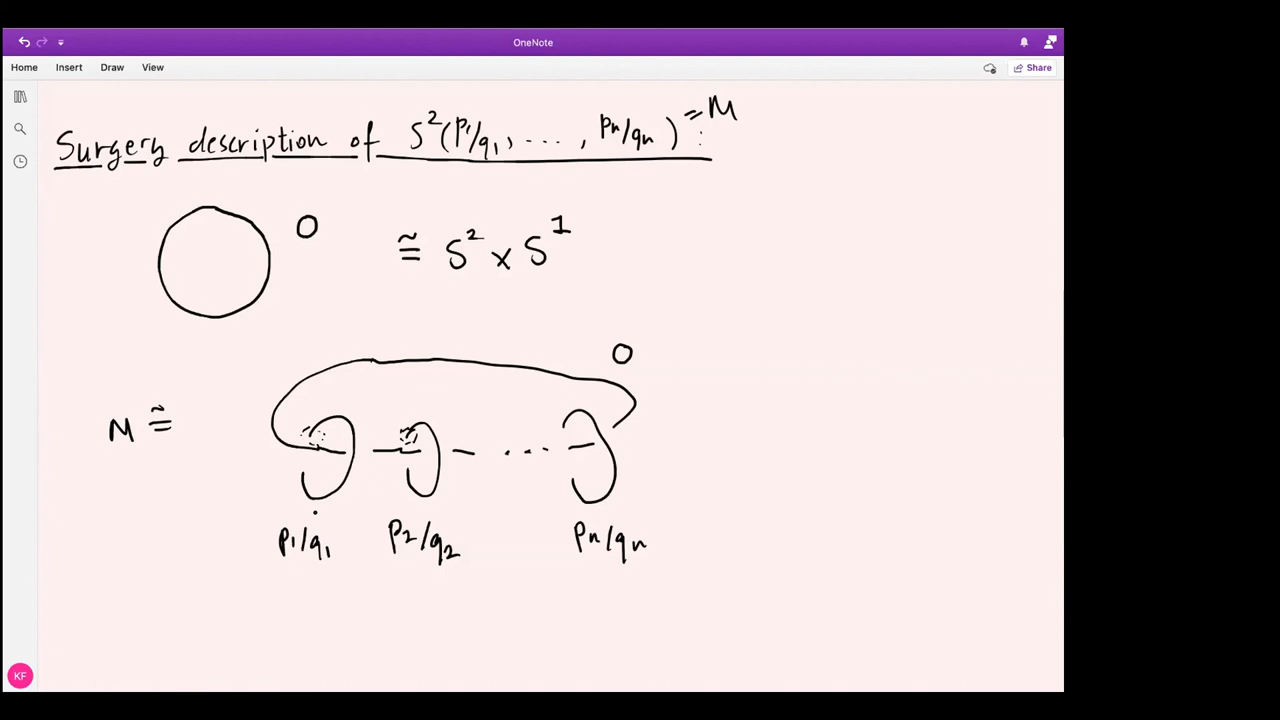 OneNote
Home Insert Draw View Share
Surgery description of S²(p₁/q₁, ..., pₙ/qₙ) = M
0 ≅ S² × S¹
0
M ≅ ...
p₁/q₁ p₂/q₂ pₙ/qₙ
KF